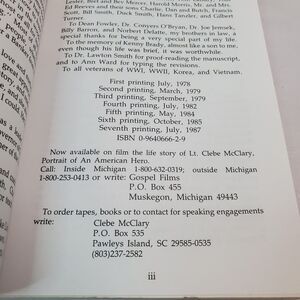 Lester, Bert and Bev Mercer, Harold Morris, Mr. and Mrs.
Ed Reeves and their sons Charlie, Dan and Butch, Francis
Scott, Bill Smith, Duck Smith, Hans Tanzler, and Gilbert
Turner.
To Dean Fowler, Dr. Conyers O'Bryan, Dr. Joe Jernsek,
Billy Barron, and Norbert Delatte, my brothers in law, a
special thanks for being a very special part of my life.
To the memory of Kenny Brady, almost like a son to me,
even though his life was brief, it was worthwhile.
To Dr. Lawton Smith for proof-reading the manuscript,
and to Ann Ward for typing the revisions.
To all veterans of WWI, WWII, Korea, and Vietnam.
First printing July, 1978
Second printing, March, 1979
Third printing, September, 1979
Fourth printing, July, 1982
Fifth printing, May, 1984
Sixth printing, October, 1985
Seventh printing, July, 1987
ISBN 0-9640666-2-9
Now available on film the life story of Lt. Clebe McClary,
Portrait of An American Hero.
Call: Inside Michigan 1-800-632-0319; outside Michigan
1-800-253-0413 or write: Gospel Films
P.O. Box 455
Muskegon, Michigan 49443
To order tapes, books or to contact for speaking engagements
write:
Clebe McClary
P.O. Box 535
Pawleys Island, SC 29585-0535
(803)237-2582
iii